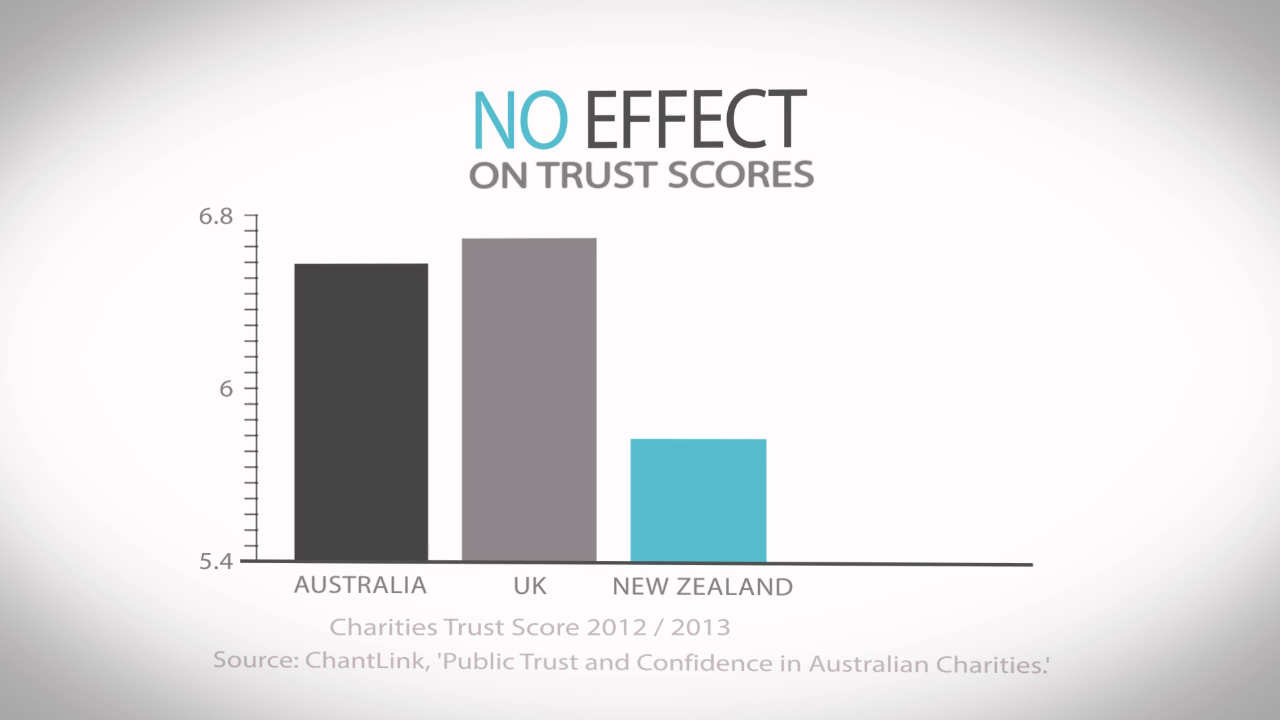 NO EFFECT
ON TRUST SCORES
6.8
6
5.4
AUSTRALIA UK NEW ZEALAND
Charities Trust Score 2012 / 2013
Source: ChantLink, 'Public Trust and Confidence in Australian Charities.'